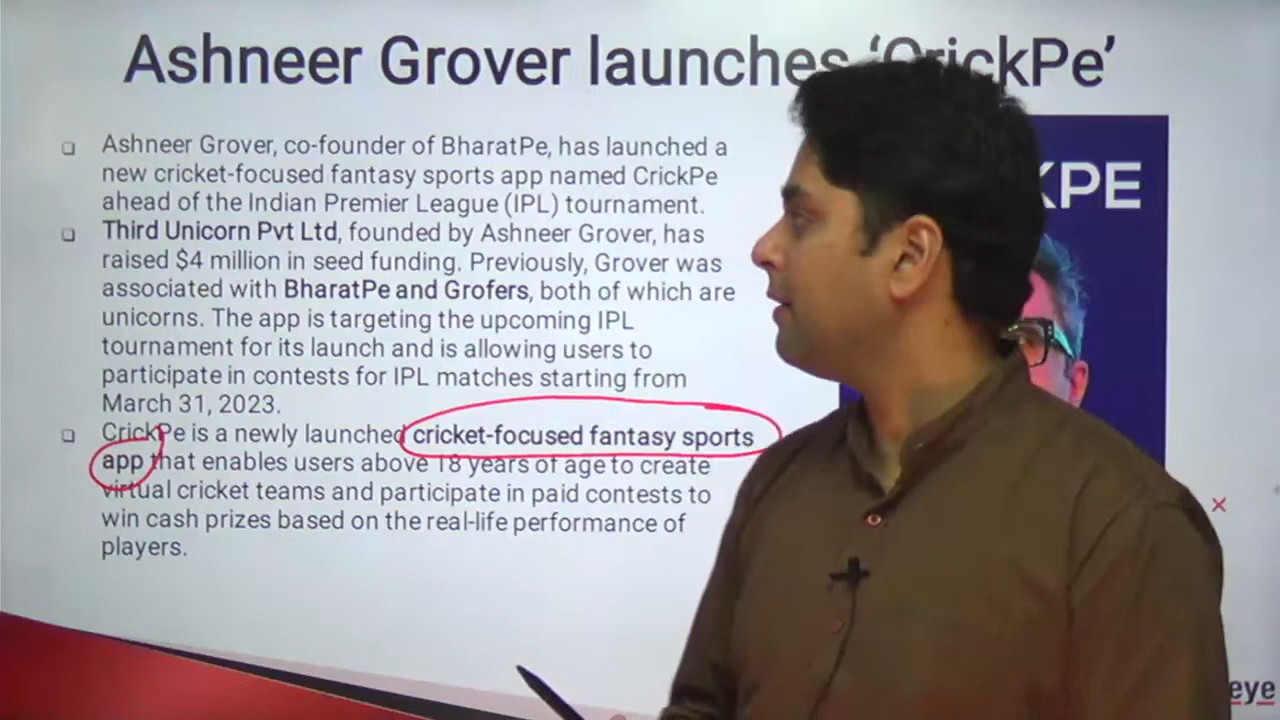 Ashneer Grover launches ‘CrickPe’
Ashneer Grover, co-founder of BharatPe, has launched a
new cricket-focused fantasy sports app named CrickPe
ahead of the Indian Premier League (IPL) tournament.
Third Unicorn Pvt Ltd, founded by Ashneer Grover, has
raised $4 million in seed funding. Previously, Grover was
associated with BharatPe and Grofers, both of which are
unicorns. The app is targeting the upcoming IPL
tournament for its launch and is allowing users to
participate in contests for IPL matches starting from
March 31, 2023.
CrickPe is a newly launched cricket-focused fantasy sports
app that enables users above 18 years of age to create
virtual cricket teams and participate in paid contests to
win cash prizes based on the real-life performance of
players.
KPE
eye